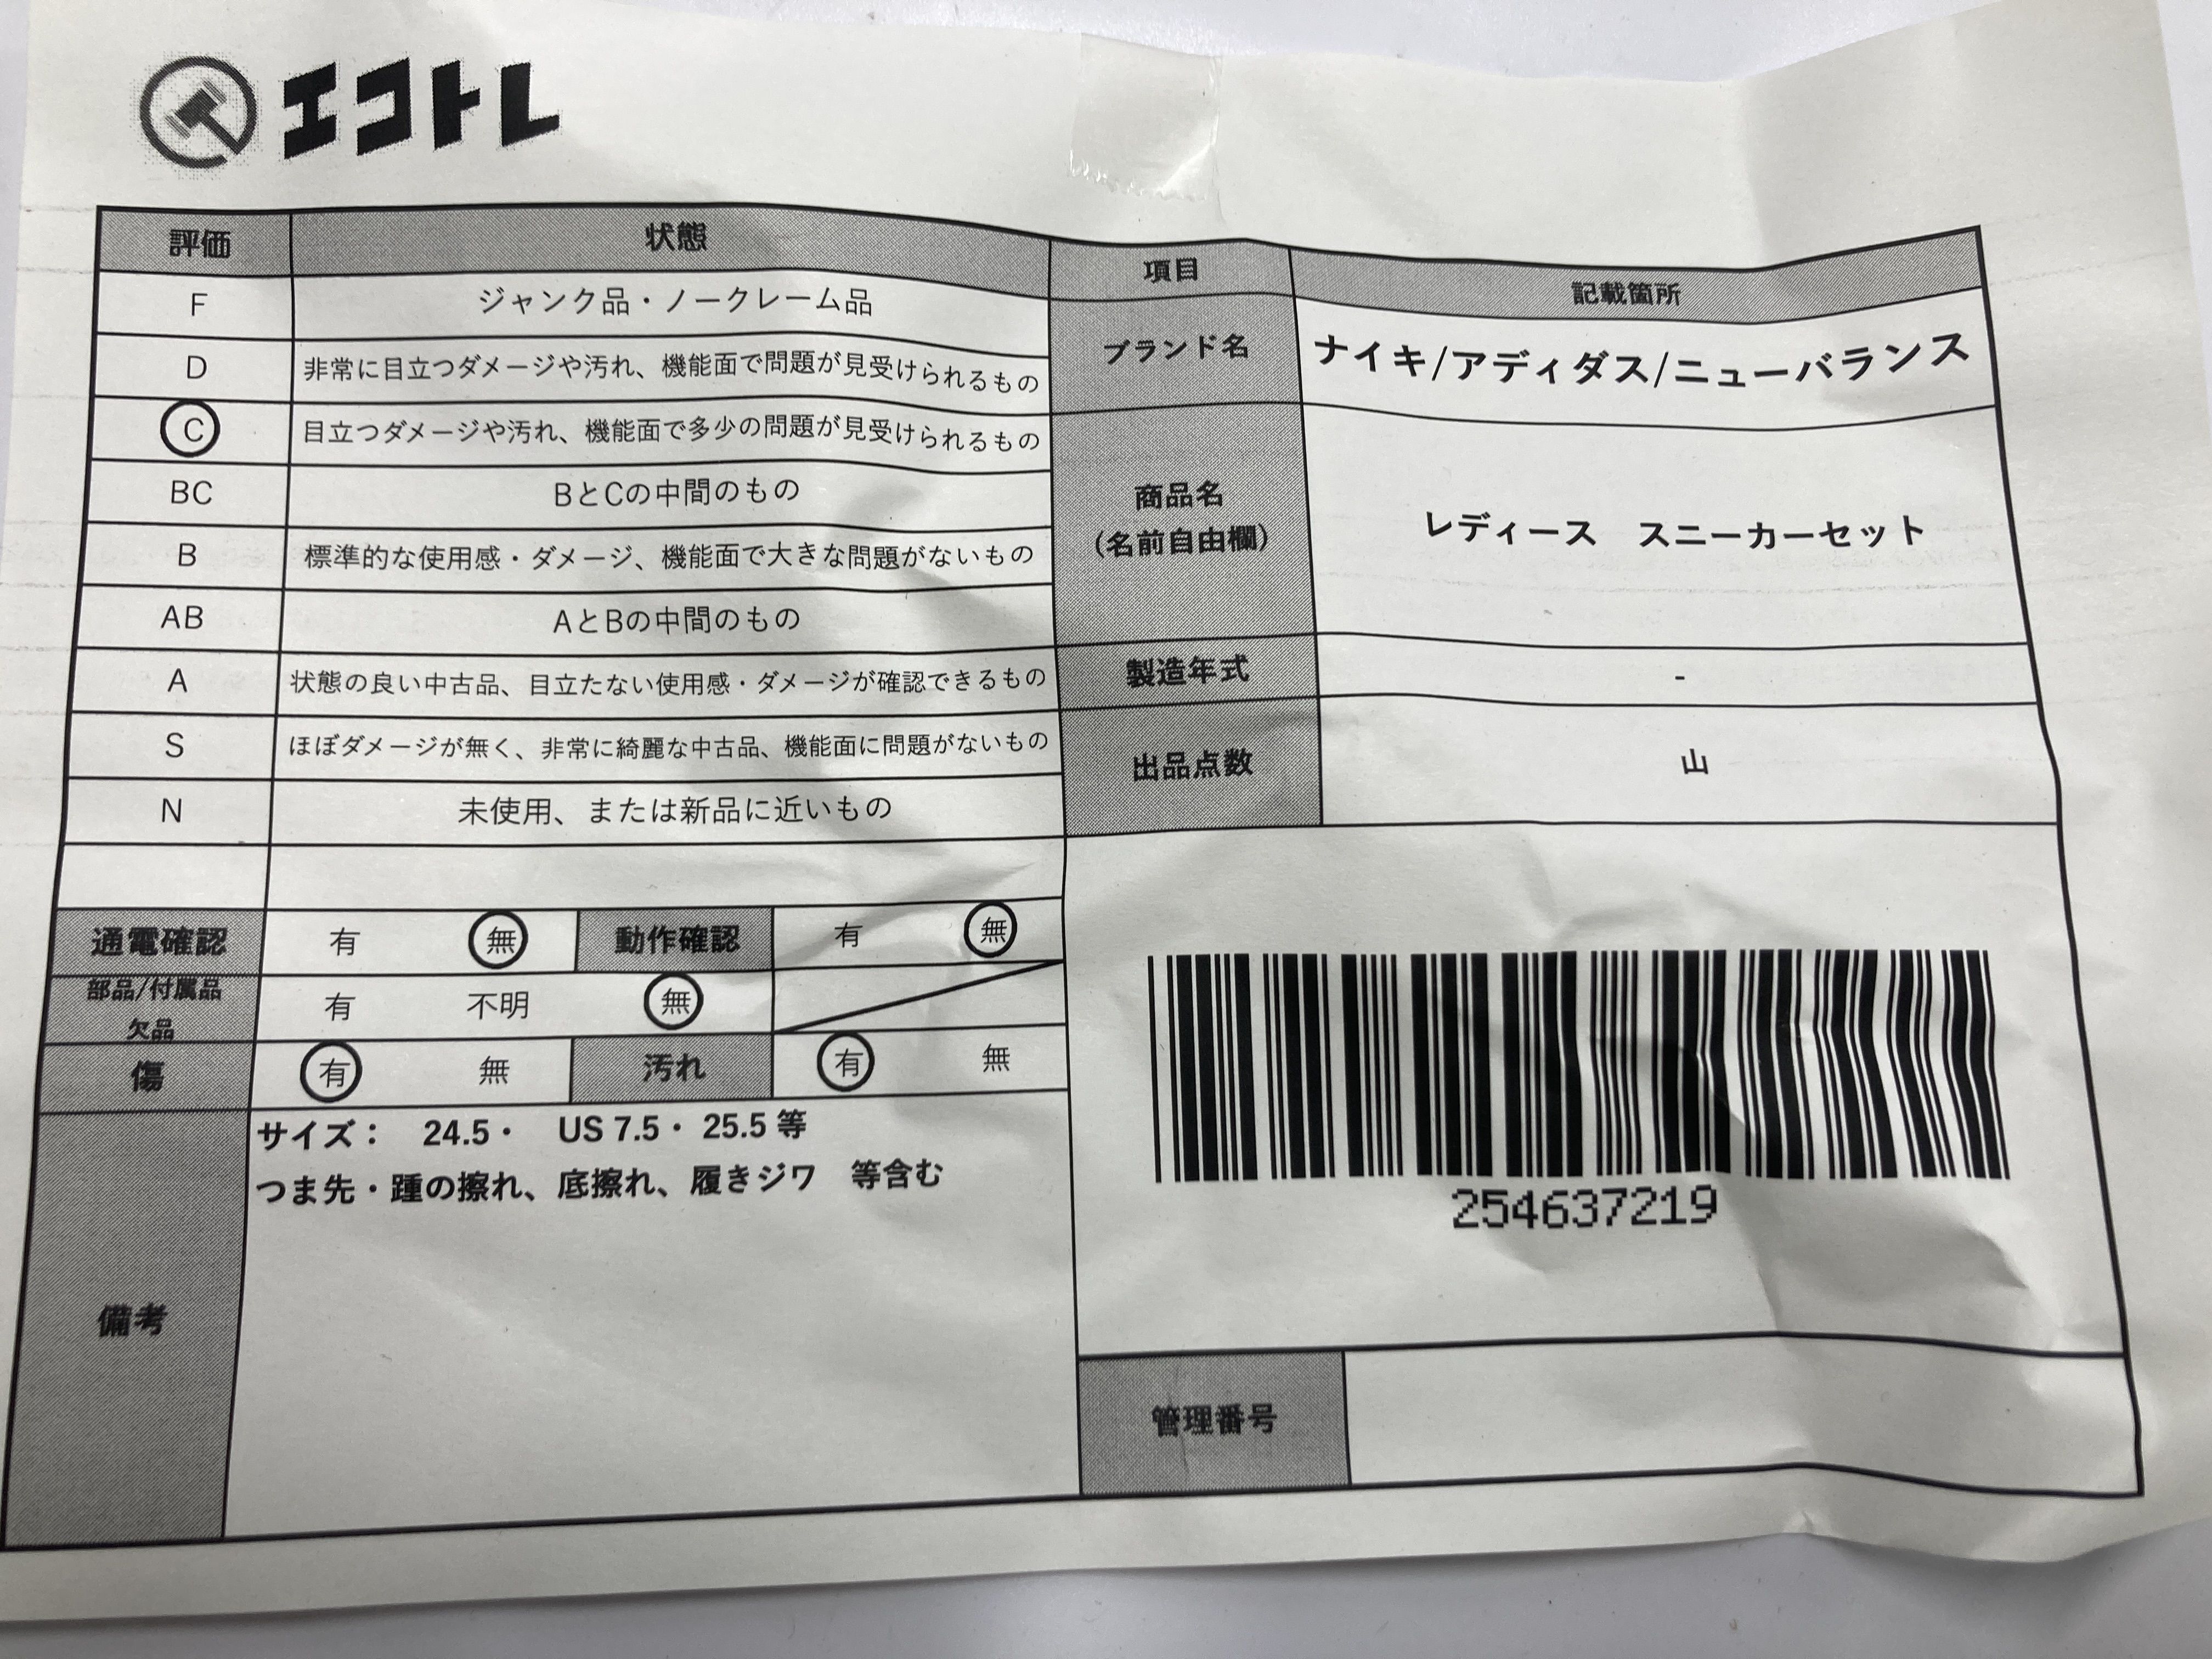 エコトレ
評価 状態
F ジャンク品・ノークレーム品
D 非常に目立つダメージや汚れ、機能面で問題が見受けられるもの
C 目立つダメージや汚れ、機能面で多少の問題が見受けられるもの
BC BとCの中間のもの
B 標準的な使用感・ダメージ、機能面で大きな問題がないもの
AB AとBの中間のもの
A 状態の良い中古品、目立たない使用感・ダメージが確認できるもの
S ほぼダメージが無く、非常に綺麗な中古品、機能面に問題がないもの
N 未使用、または新品に近いもの
通電確認 有 無 動作確認 有 無
部品/付属品
欠品 有 不明 無
傷 有 無 汚れ 有 無
備考
サイズ： 24.5・ US 7.5・ 25.5 等
つま先・踵の擦れ、底擦れ、履きジワ 等含む
項目 記載箇所
ブランド名 ナイキ/アディダス/ニューバランス
商品名
(名前自由欄)
レディース スニーカーセット
製造年式 -
出品点数 山
254637219
管理番号